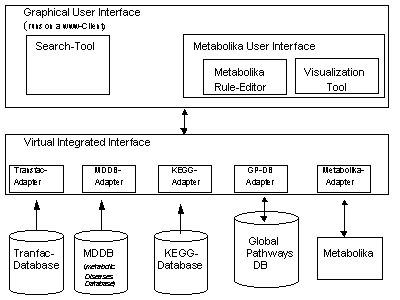 Graphical User Interface
(runs on a www-Client)
Search-Tool
Metabolika User Interface
Metabolika
Rule-Editor
Visualization
Tool
Virtual Integrated Interface
Transfac-
Adapter
MDDB-
Adapter
KEGG-
Adapter
GP-DB
Adapter
Metabolika-
Adapter
Tranfac-
Database
MDDB
(metabolic
Diseases
Database)
KEGG-
Database
Global
Pathways
DB
Metabolika